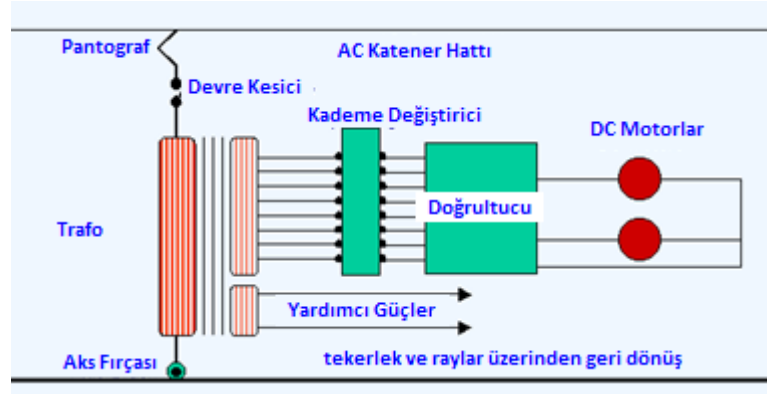 Pantograf
AC Katener Hattı
Devre Kesici
Kademe Değiştirici
DC Motorlar
Doğrultucu
Trafo
Yardımcı Güçler
Aks Fırçası
tekerlek ve raylar üzerinden geri dönüş